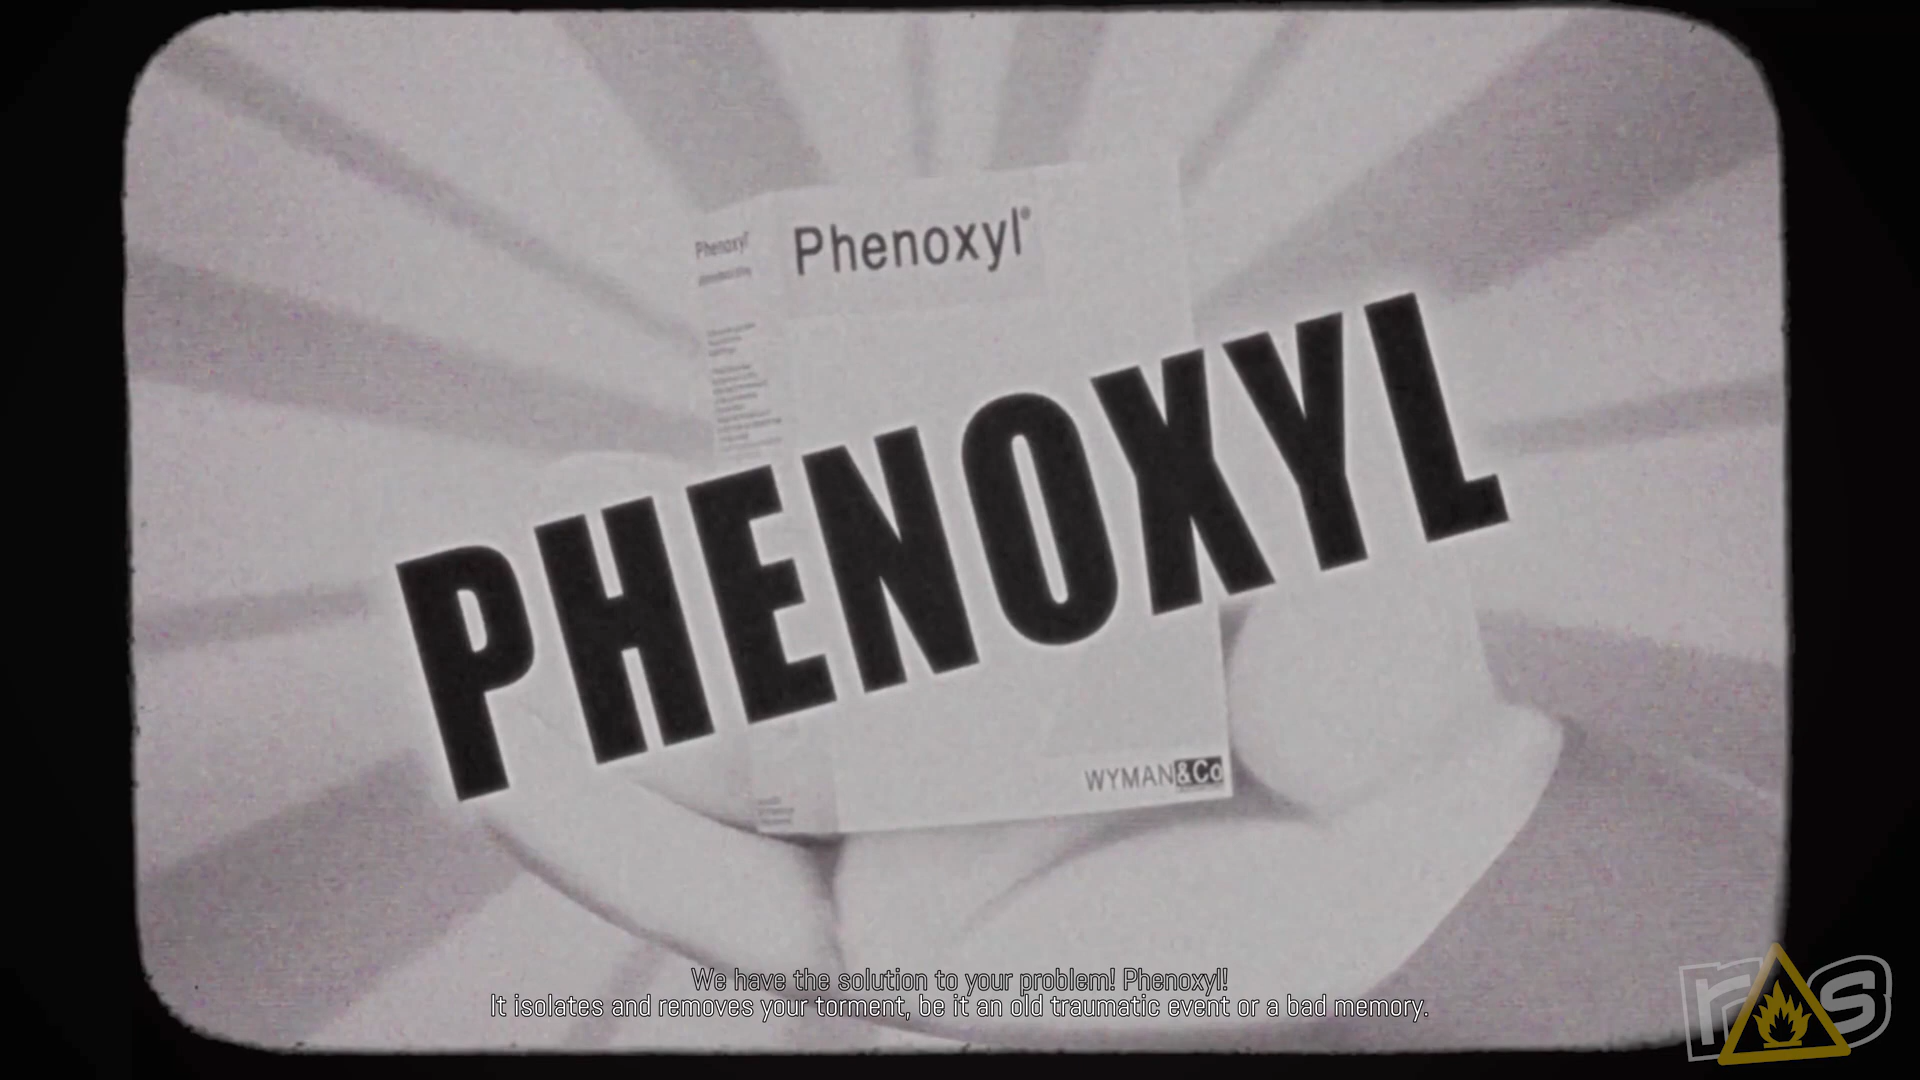 Phenoxyl
Phenoxyl®
PHENOXYL
WYMAN&Co
We have the solution to your problem! Phenoxyl!
It isolates and removes your torment, be it an old traumatic event or a bad memory.